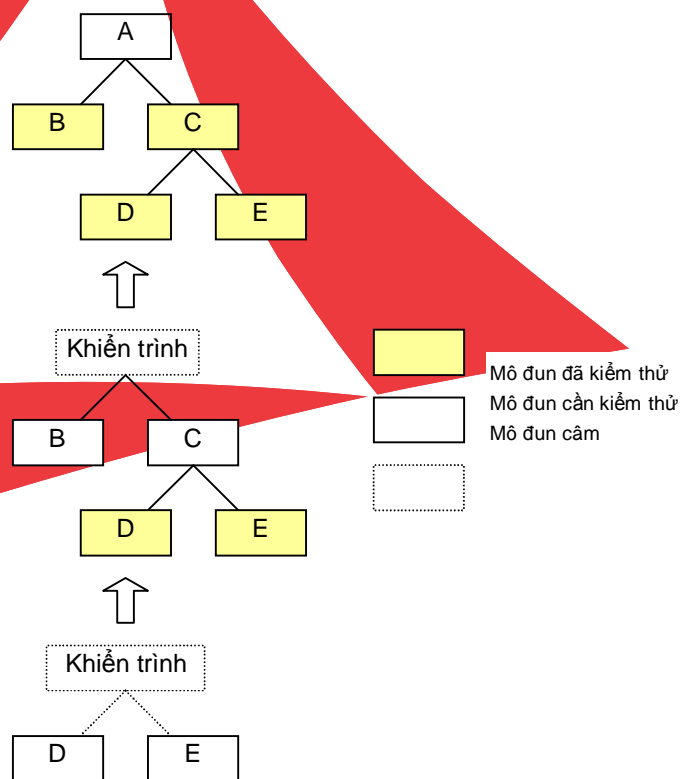 A
B C
D E
Khiển trình
Mô đun đã kiểm thử
Mô đun cần kiểm thử
Mô đun câm
B C
D E
Khiển trình
D E